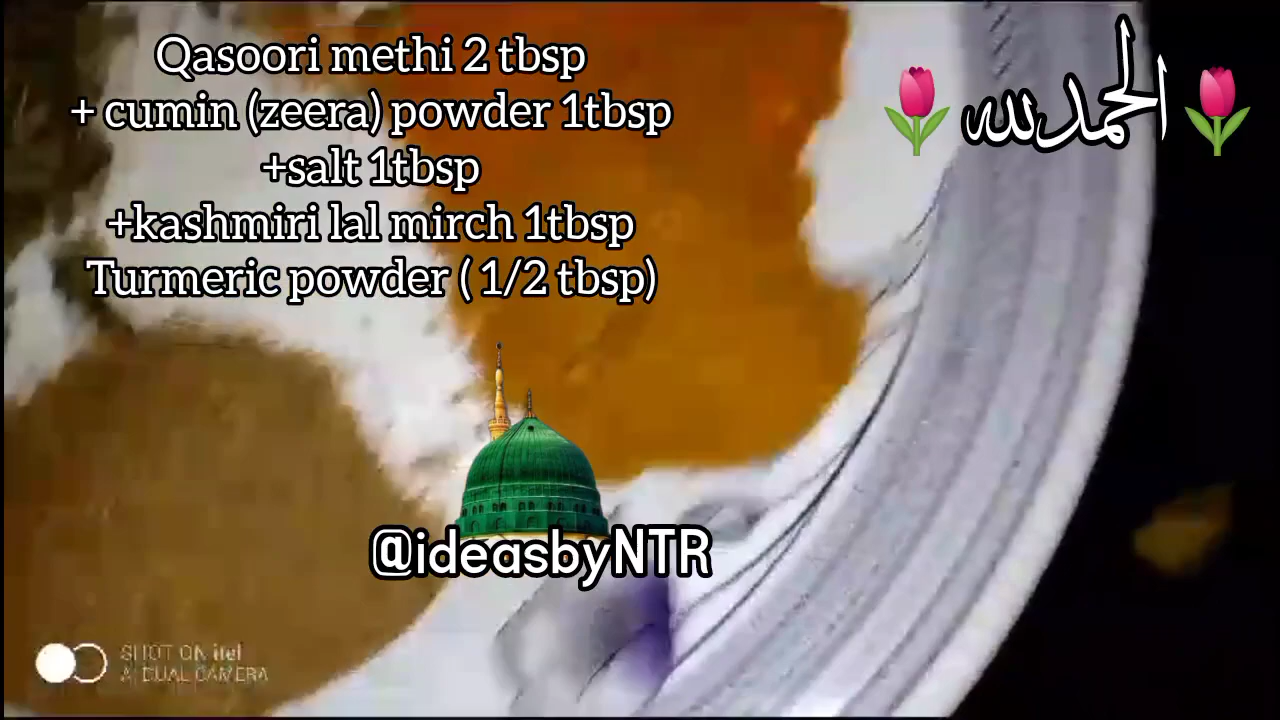 Qasoori methi 2 tbsp
+ cumin (zeera) powder 1tbsp
+salt 1tbsp
+kashmiri lal mirch 1tbsp
Turmeric powder ( 1/2 tbsp)
الحمدلله
@ideasbyNTR
SHOT ON itel
AI DUAL CAMERA